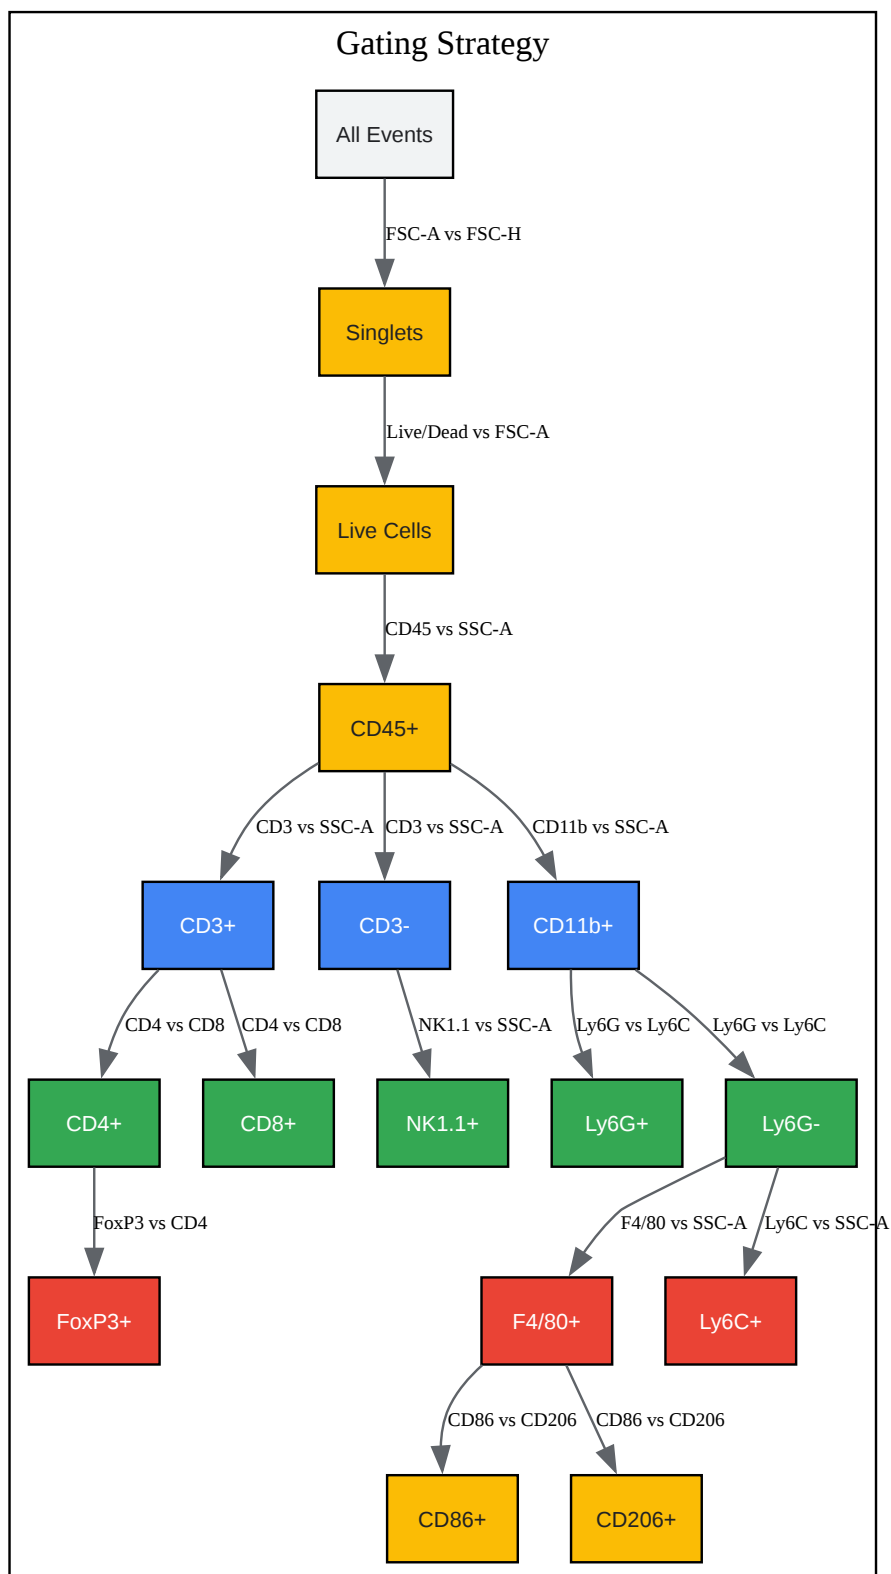 Gating Strategy
All Events
FSC-A vs FSC-H
Singlets
Live/Dead vs FSC-A
Live Cells
CD45 vs SSC-A
CD45+
CD3 vs SSC-A
CD3 vs SSC-A
CD11b vs SSC-A
CD3+
CD3-
CD11b+
CD4 vs CD8
CD4 vs CD8
NK1.1 vs SSC-A
Ly6G vs Ly6C
Ly6G vs Ly6C
CD4+
CD8+
NK1.1+
Ly6G+
Ly6G-
FoxP3 vs CD4
F4/80 vs SSC-A
Ly6C vs SSC-A
FoxP3+
F4/80+
Ly6C+
CD86 vs CD206
CD86 vs CD206
CD86+
CD206+